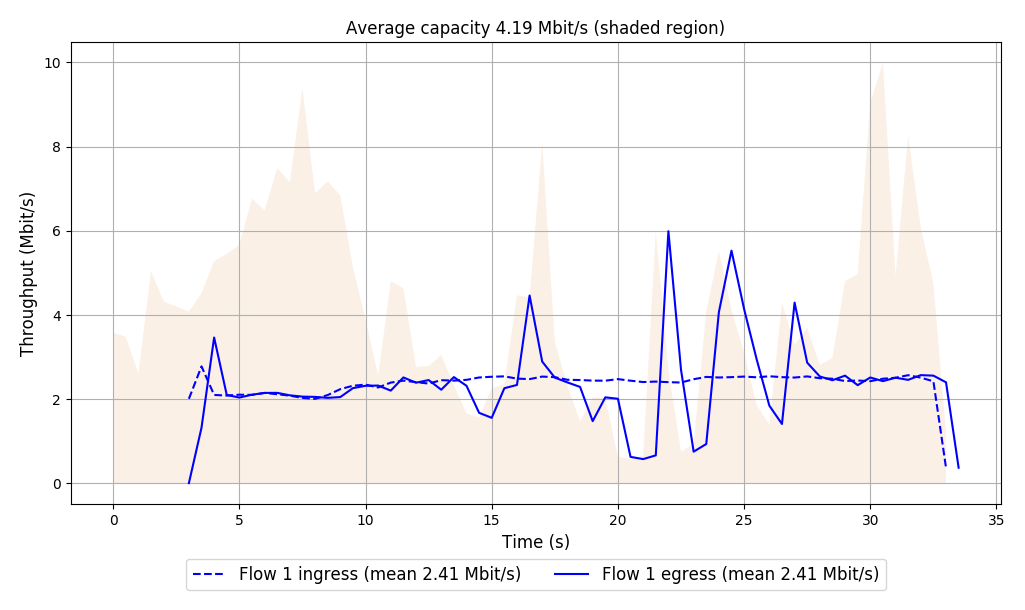 Average capacity 4.19 Mbit/s (shaded region)
10
8
6
4
2
0
Throughput (Mbit/s)
0 5 10 15 20 25 30 35
Time (s)
Flow 1 ingress (mean 2.41 Mbit/s) Flow 1 egress (mean 2.41 Mbit/s)